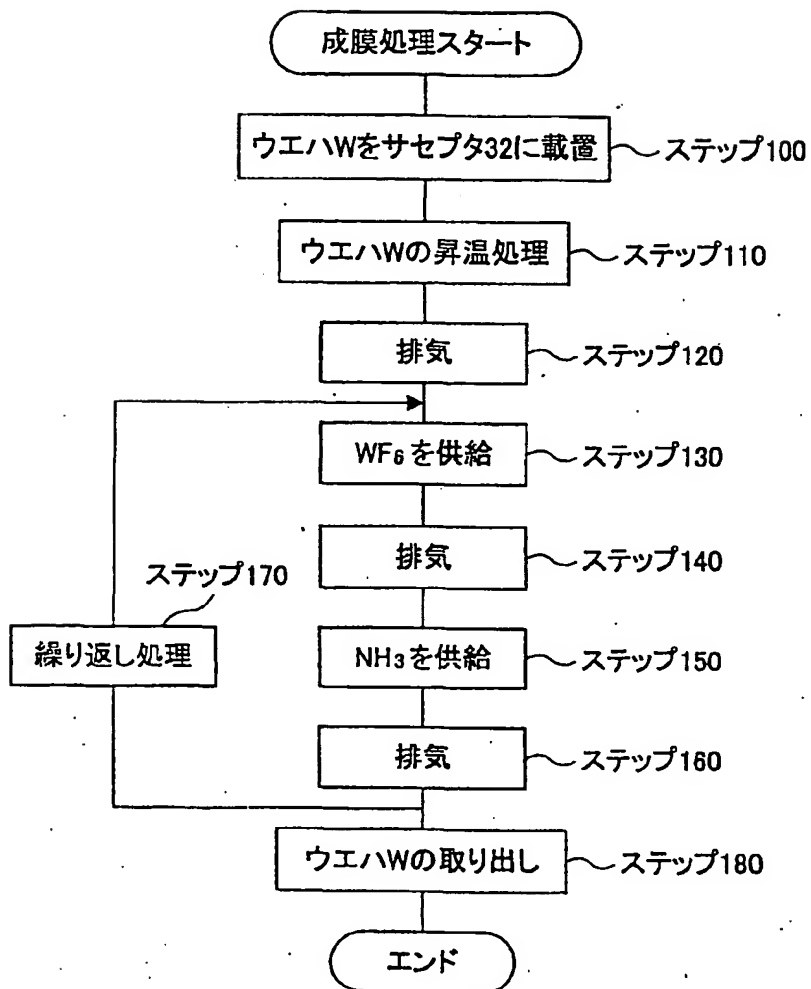 成膜処理スタート
ウエハWをサセプタ32に載置
ステップ100
ウエハWの昇温処理
ステップ110
排気
ステップ120
WF₆を供給
ステップ130
排気
ステップ140
ステップ170
繰り返し処理
NH₃を供給
ステップ150
排気
ステップ160
ウエハWの取り出し
ステップ180
エンド